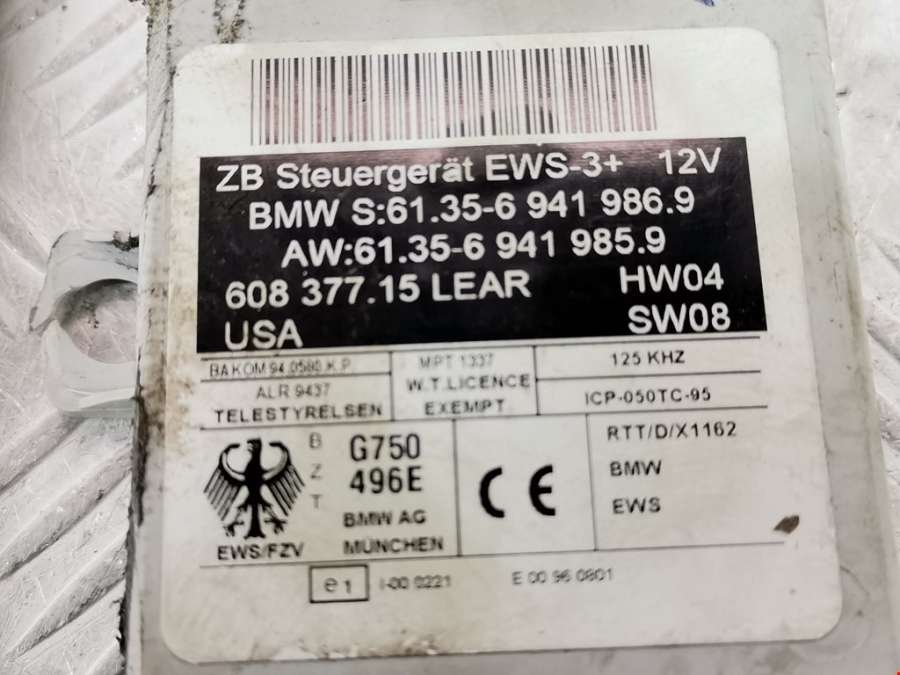 ZB Steuergerät EWS-3+ 12V
BMW S:61.35-6 941 986.9
AW:61.35-6 941 985.9
608 377.15 LEAR HW04
USA SW08
BAKOM 94.0580.K.P.
MPT 1337
125 KHZ
ALR 9437
W.T.LICENCE
TELESTYRELSEN
EXEMPT
ICP-050TC-95
B
Z
T
G750
496E
BMW AG
MÜNCHEN
EWS/FZV
CE
RTT/D/X1162
BMW
EWS
e1
I-00 0221
E 00 96 0801